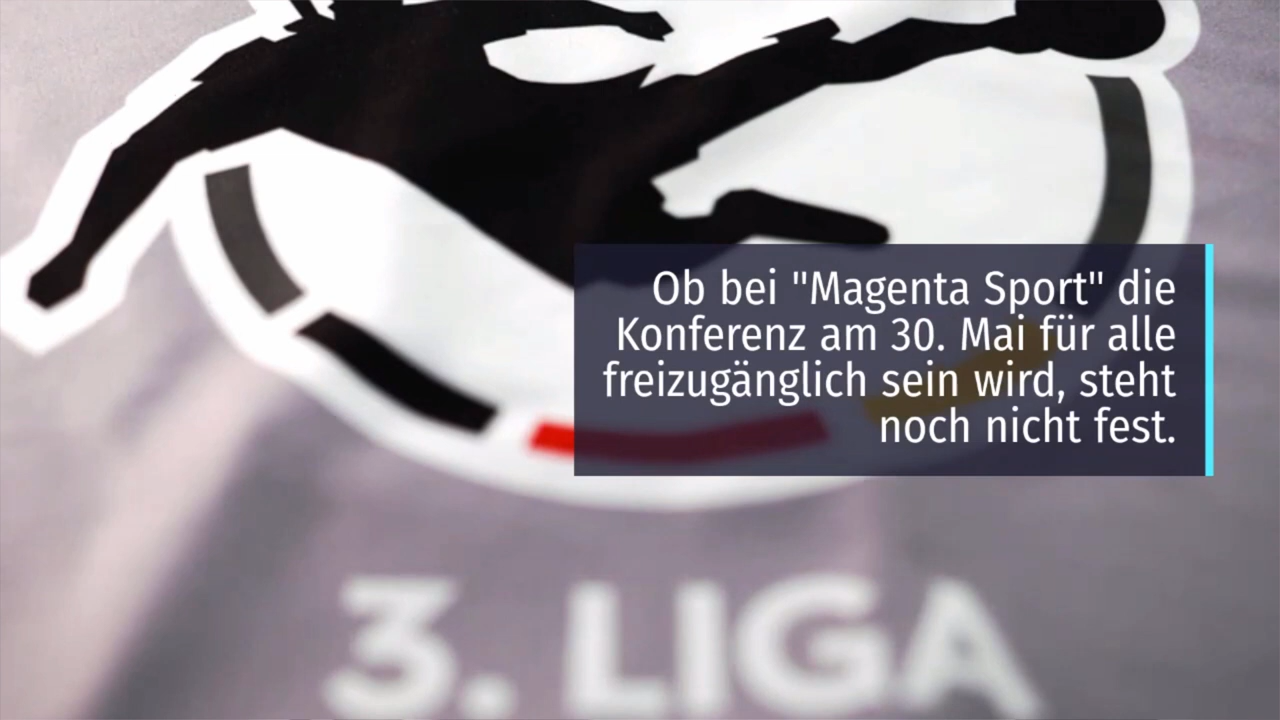 Ob bei "Magenta Sport" die
Konferenz am 30. Mai für alle
freizugänglich sein wird, steht
noch nicht fest.
3. LIGA